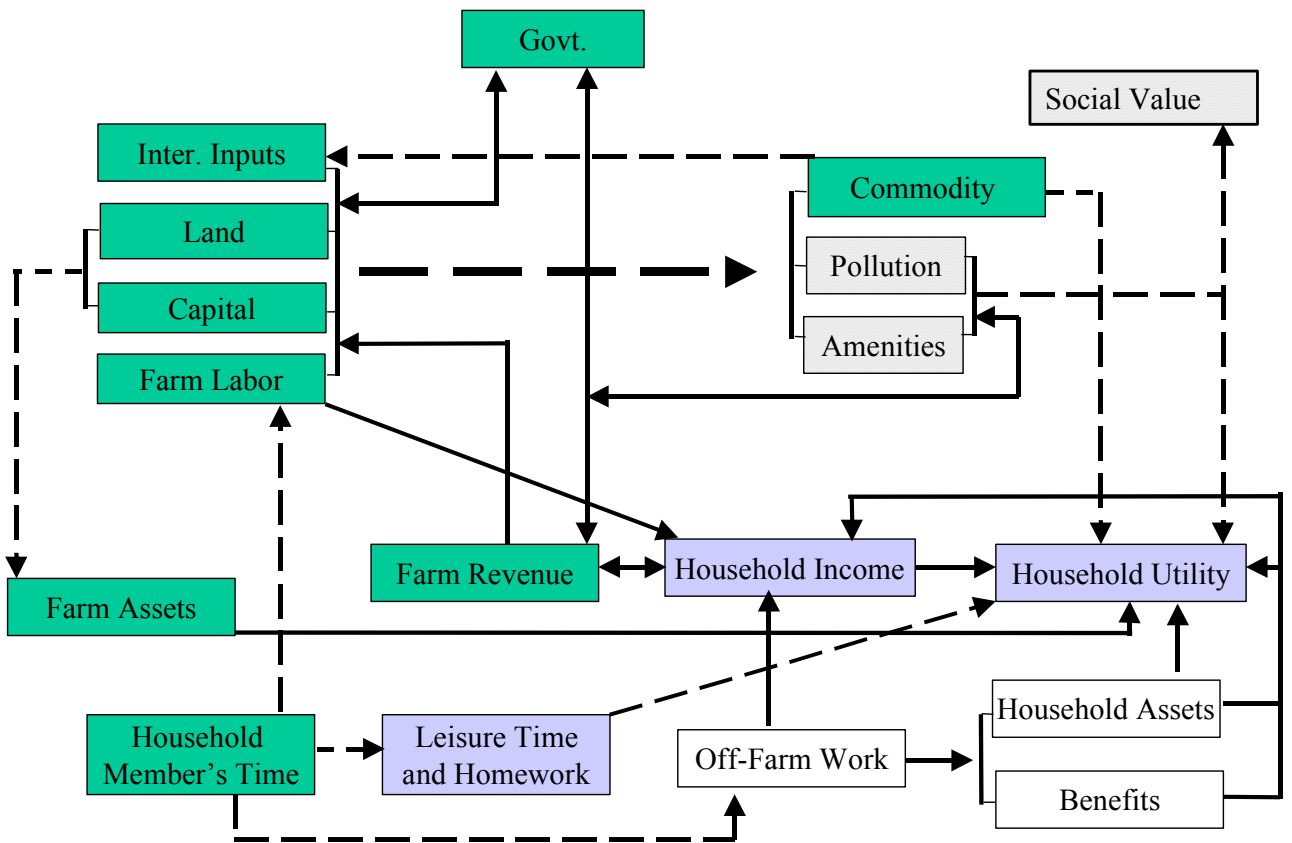 Govt.
Social Value
Inter. Inputs
Commodity
Land
Pollution
Capital
Amenities
Farm Labor
Farm Revenue
Household Income
Household Utility
Farm Assets
Household Assets
Household
Member’s Time
Leisure Time
and Homework
Off-Farm Work
Benefits